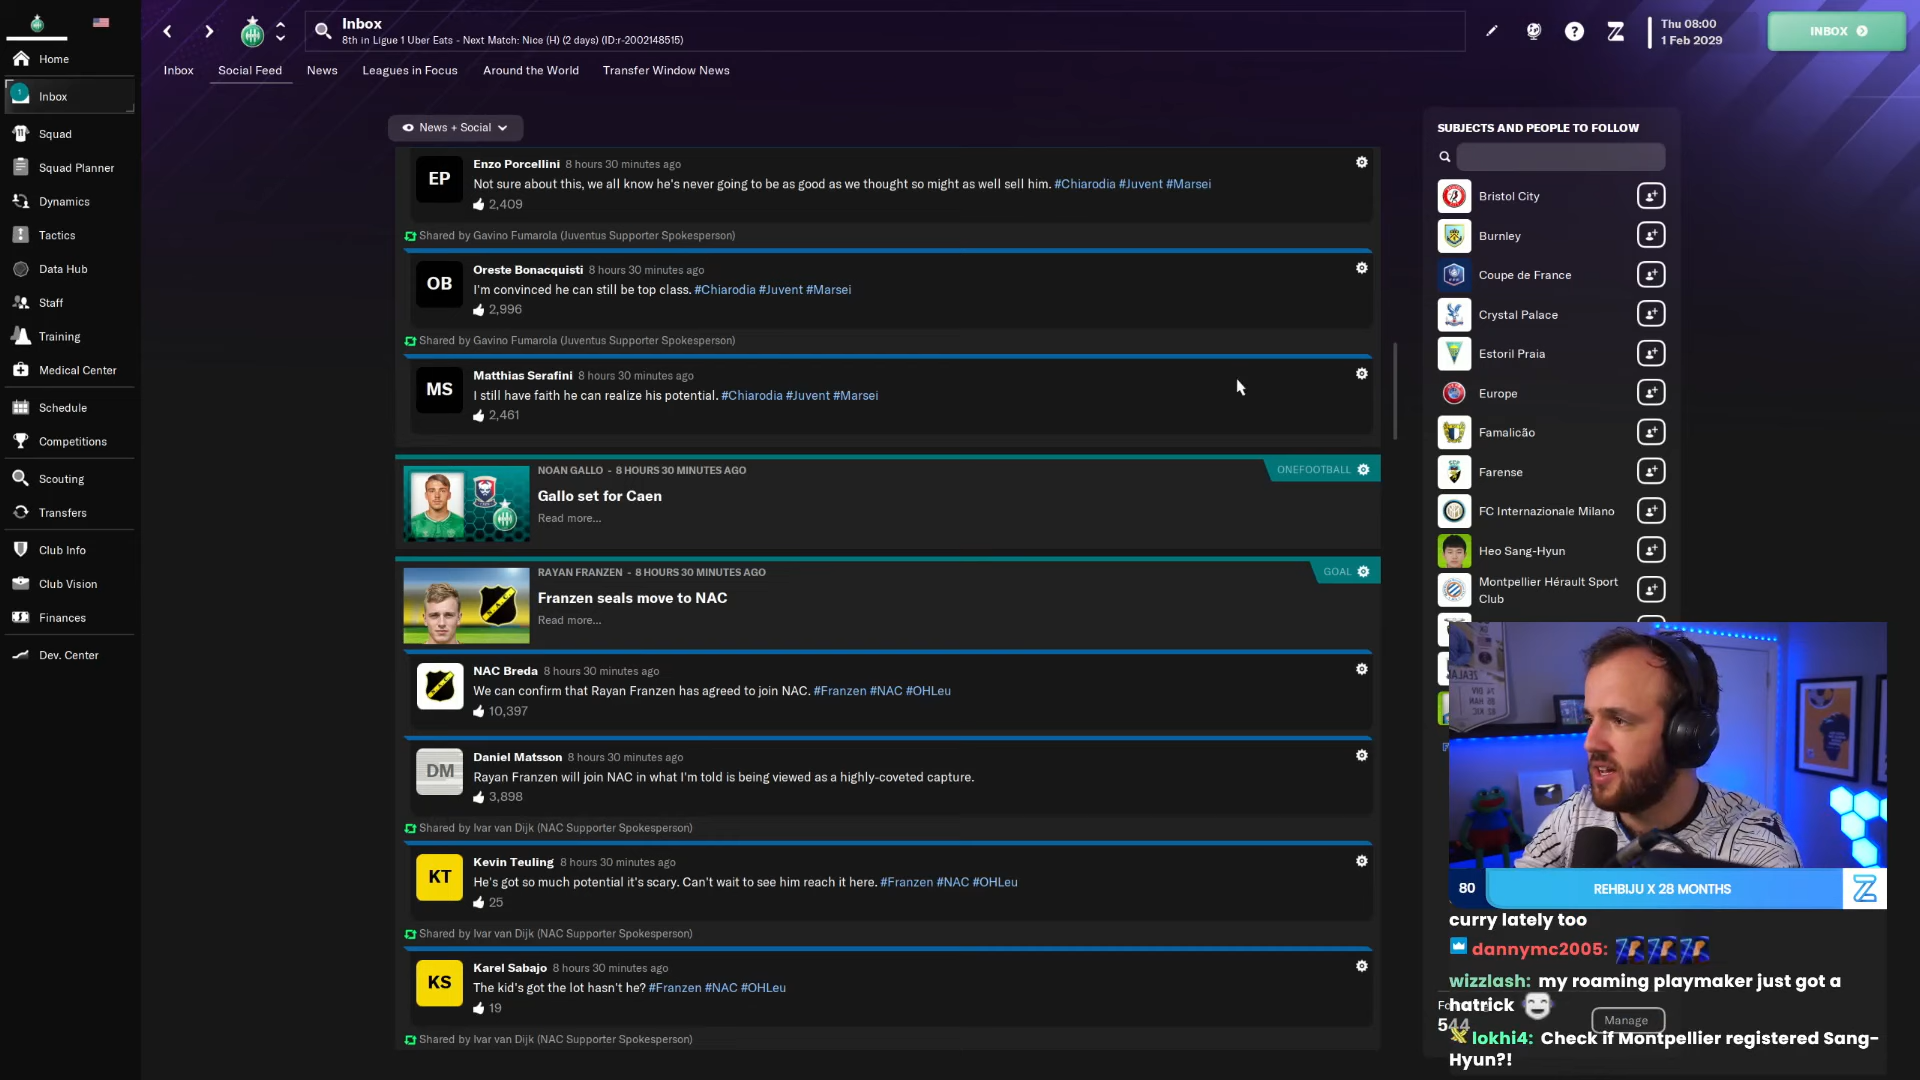 Inbox
8th in Ligue 1 Uber Eats - Next Match: Nice (H) (2 days) (ID:r-2002148515)
Thu 08:00
1 Feb 2029
INBOX
Home
Inbox
Squad
Squad Planner
Dynamics
Tactics
Data Hub
Staff
Training
Medical Center
Schedule
Competitions
Scouting
Transfers
Club Info
Club Vision
Finances
Dev. Center
Inbox Social Feed News Leagues in Focus Around the World Transfer Window News
News + Social
EP
Enzo Porcellini 8 hours 30 minutes ago
Not sure about this, we all know he's never going to be as good as we thought so might as well sell him. #Chiarodia #Juvent #Marsei
2,409
Shared by Gavino Fumarola (Juventus Supporter Spokesperson)
OB
Oreste Bonacquisti 8 hours 30 minutes ago
I'm convinced he can still be top class. #Chiarodia #Juvent #Marsei
2,996
Shared by Gavino Fumarola (Juventus Supporter Spokesperson)
MS
Matthias Serafini 8 hours 30 minutes ago
I still have faith he can realize his potential. #Chiarodia #Juvent #Marsei
2,461
NOAN GALLO - 8 HOURS 30 MINUTES AGO
ONEFOOTBALL
Gallo set for Caen
Read more...
RAYAN FRANZEN - 8 HOURS 30 MINUTES AGO
GOAL
Franzen seals move to NAC
Read more...
NAC Breda 8 hours 30 minutes ago
We can confirm that Rayan Franzen has agreed to join NAC. #Franzen #NAC #OHLeu
10,397
DM
Daniel Matsson 8 hours 30 minutes ago
Rayan Franzen will join NAC in what I'm told is being viewed as a highly-coveted capture.
3,898
Shared by Ivar van Dijk (NAC Supporter Spokesperson)
KT
Kevin Teuling 8 hours 30 minutes ago
He's got so much potential it's scary. Can't wait to see him reach it here. #Franzen #NAC #OHLeu
25
Shared by Ivar van Dijk (NAC Supporter Spokesperson)
KS
Karel Sabajo 8 hours 30 minutes ago
The kid's got the lot hasn't he? #Franzen #NAC #OHLeu
19
Shared by Ivar van Dijk (NAC Supporter Spokesperson)
SUBJECTS AND PEOPLE TO FOLLOW
Bristol City
Burnley
Coupe de France
Crystal Palace
Estoril Praia
Europe
Famalicão
Farense
FC Internazionale Milano
Heo Sang-Hyun
Montpellier Hérault Sport
Club
80 REHBIJU X 28 MONTHS
curry lately too
dannymc2005:
wizzlash: my roaming playmaker just got a
hatrick
544
Manage
lokhi4: Check if Montpellier registered Sang-
Hyun?!